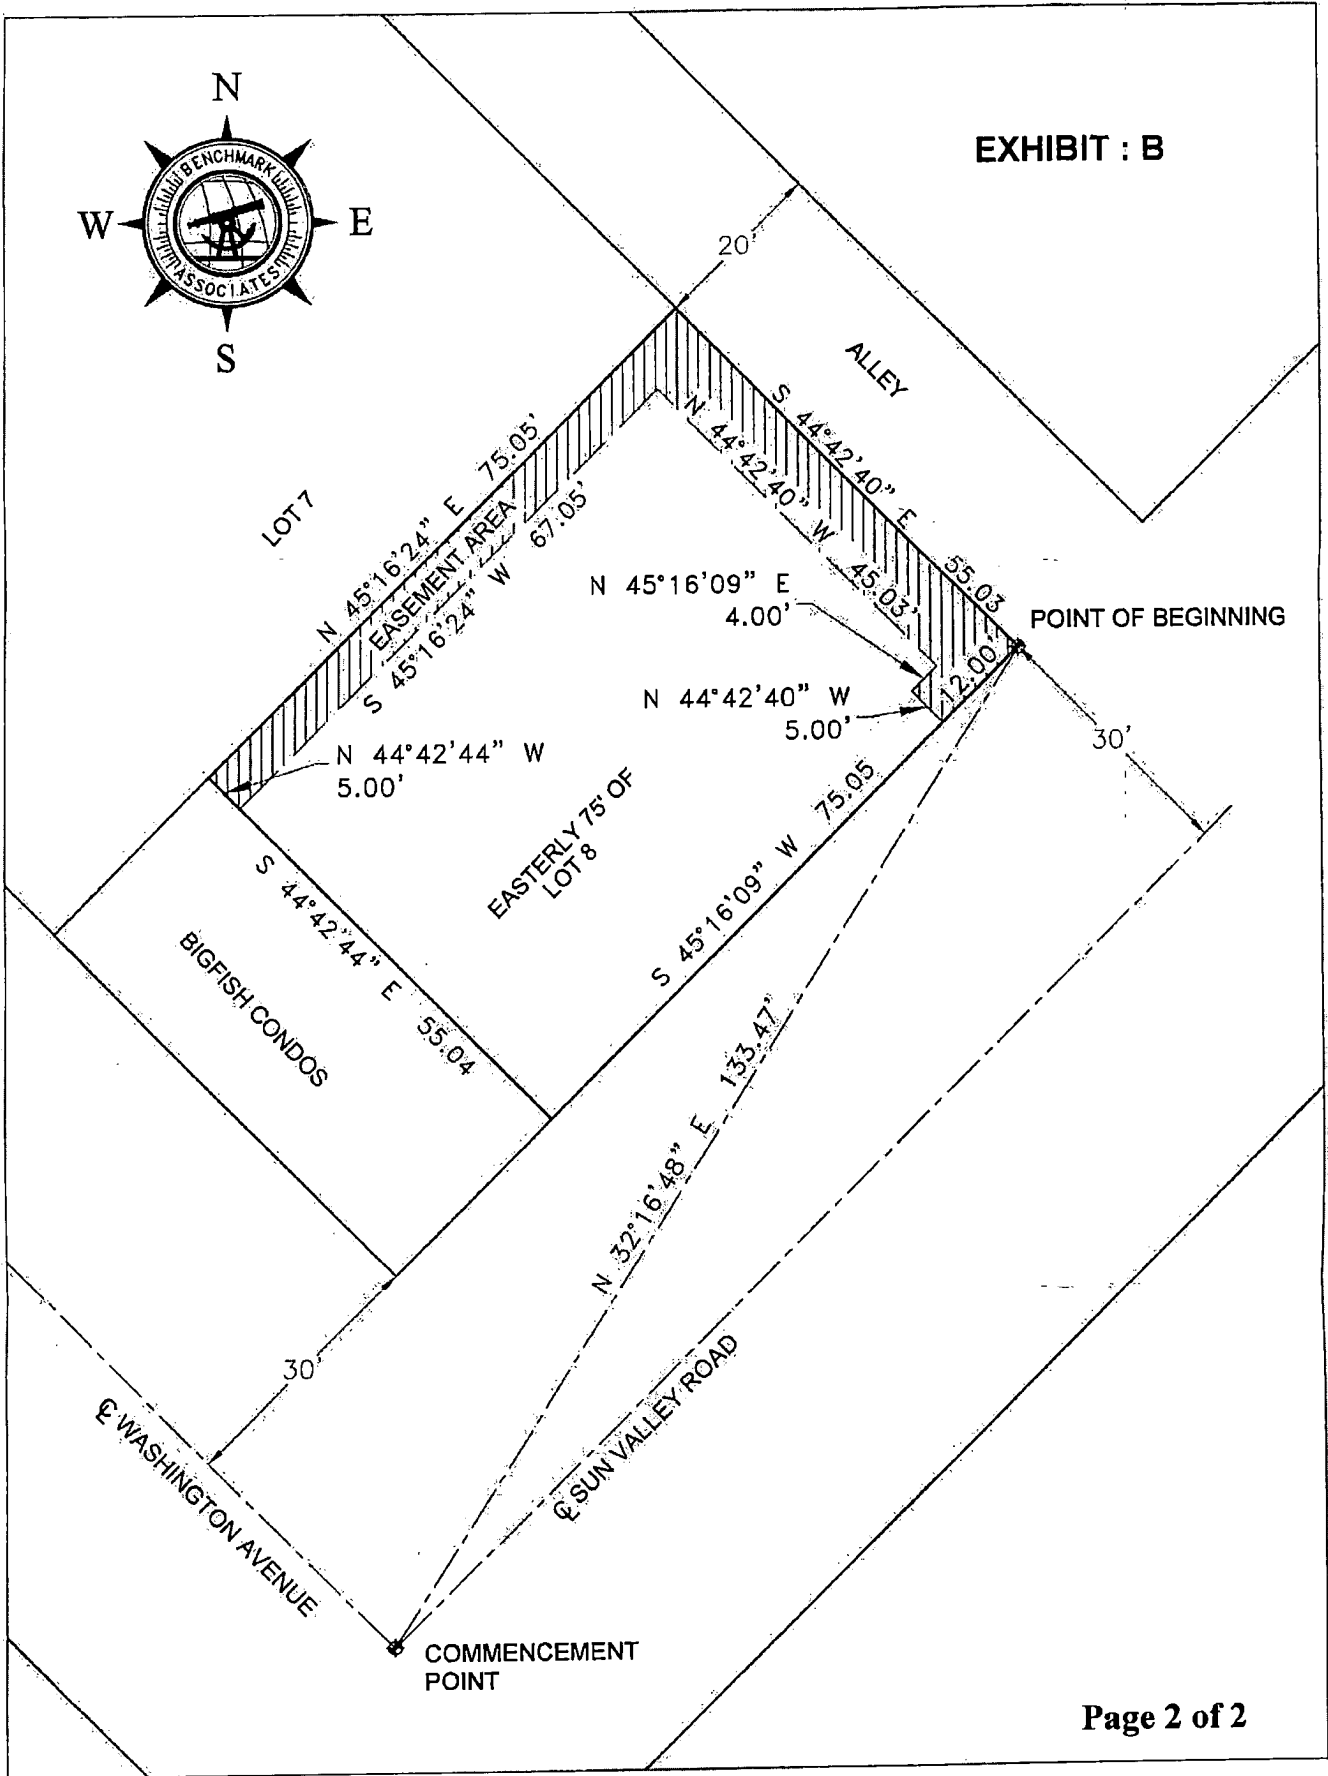 N
EXHIBIT : B
BENCHMARK
ASSOCIATES
W
E
S
20'
ALLEY
S 44°42'40" E 55.03
N 44°42'40" W 45.03'
N 45°16'24" E 75.05'
EASEMENT AREA
S 45°16'24" W 67.05'
LOT 7
N 45°16'09" E
4.00'
POINT OF BEGINNING
12.00'
N 44°42'40" W
5.00'
30'
N 44°42'44" W
5.00'
EASTERLY 75' OF
LOT 8
S 45°16'09" W 75.05
S 44°42'44" E 55.04
BIGFISH CONDOS
N 32°16'48" E 133.47'
30'
℄ WASHINGTON AVENUE
℄ SUN VALLEY ROAD
COMMENCEMENT
POINT
Page 2 of 2